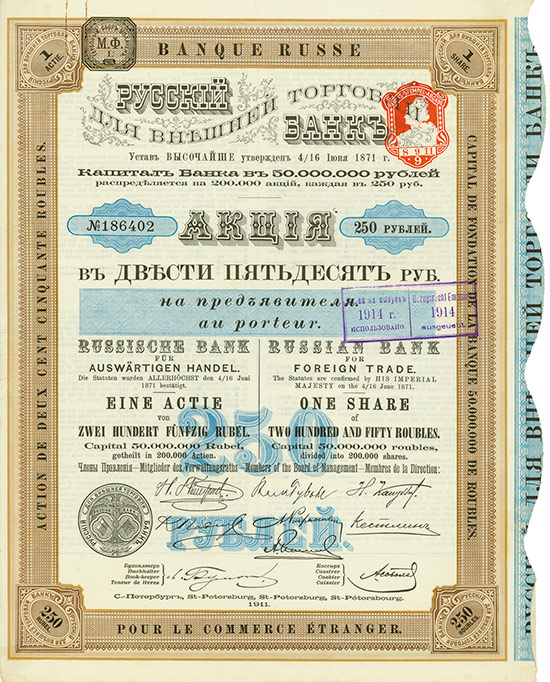 BANQUE RUSSE
1
ACTIE.
М.Ф.
1
SHARE.
РУССКІЙ
ДЛЯ ВНѢШНЕЙ
ТОРГОВ
БАНКЪ
8 9 11
9
Уставъ ВЫСОЧАЙШЕ утвержденъ 4/16 Іюня 1871 г.
Капиталъ Банка въ 50.000.000 рублей
распредѣляется на 200.000 акцій, каждая въ 250 руб.
№186402
АКЦІЯ
250 РУБЛЕЙ.
ВЪ ДВѢСТИ ПЯТЬДЕСЯТЪ РУБ.
на предъявителя.
au porteur.
1914 г.
ИСПОЛЬЗОВАНО.
1914
ausgeuebt.
RUSSISCHE BANK
FÜR
AUSWÄRTIGEN HANDEL.
Die Statuten wurden ALLERHÖCHST den 4/16 Juni
1871 bestätigt.
EINE ACTIE
von
ZWEI HUNDERT FÜNFZIG RUBEL.
Capital 50.000.000 Rubel,
getheilt in 200.000 Actien.
RUSSIAN BANK
FOR
FOREIGN TRADE.
The Statutes are confirmed by HIS IMPERIAL
MAJESTY on the 4/16 June 1871.
ONE SHARE
of
TWO HUNDRED AND FIFTY ROUBLES.
Capital 50.000.000 roubles,
divided into 200.000 shares.
250
Члены Правленія—Mitglieder des Verwaltungsraths—Members of the Board of Management—Membres de la Direction:
РУБЛЕЙ.
Бухгалтеръ
Buchhalter
Book-keeper
Teneur de livres
Кассиръ
Cassirer
Cashier
Caissier
С.-Петербургъ, St-Petersburg, St-Petersburg, St-Pétersbourg.
1911.
250
RUBEL
250
ROUBLES
POUR LE COMMERCE ÉTRANGER.
ACTION DE DEUX CENT CINQUANTE ROUBLES.
CAPITAL DE FONDATION DE LA BANQUE 50.000.000 DE ROUBLES.